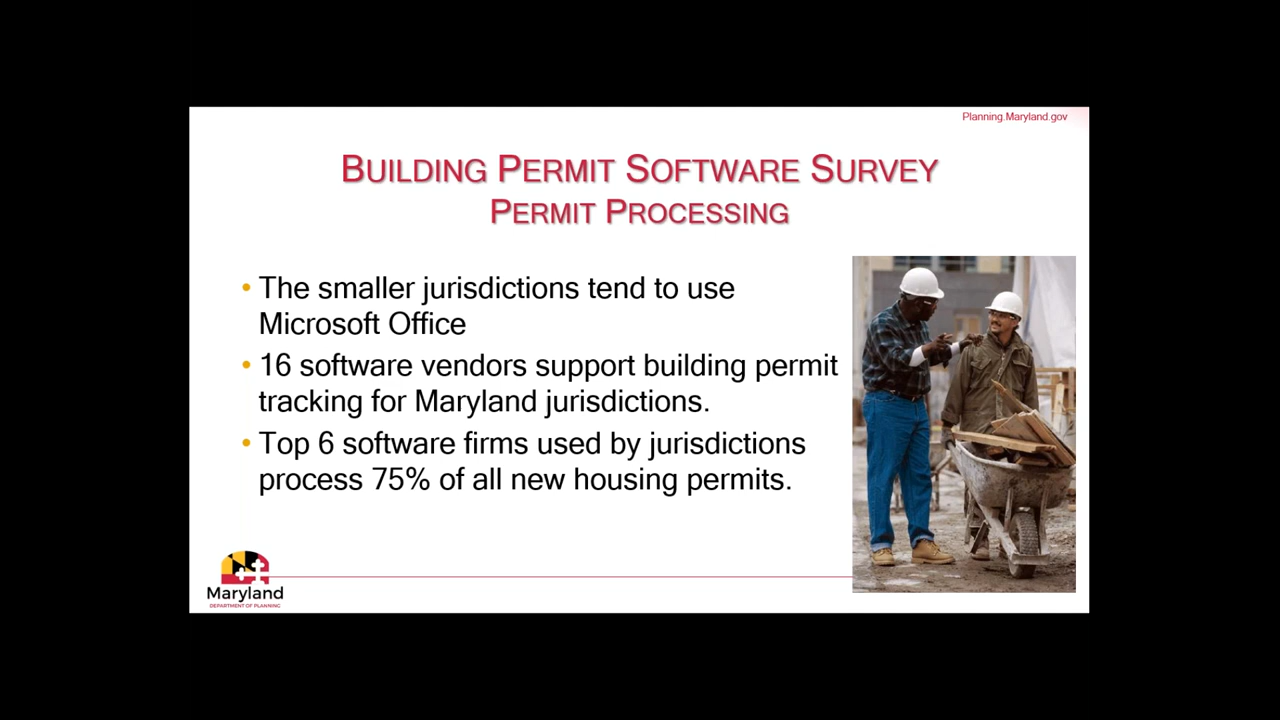 Planning.Maryland.gov
BUILDING PERMIT SOFTWARE SURVEY
PERMIT PROCESSING
• The smaller jurisdictions tend to use
Microsoft Office
• 16 software vendors support building permit
tracking for Maryland jurisdictions.
• Top 6 software firms used by jurisdictions
process 75% of all new housing permits.
Maryland
DEPARTMENT OF PLANNING